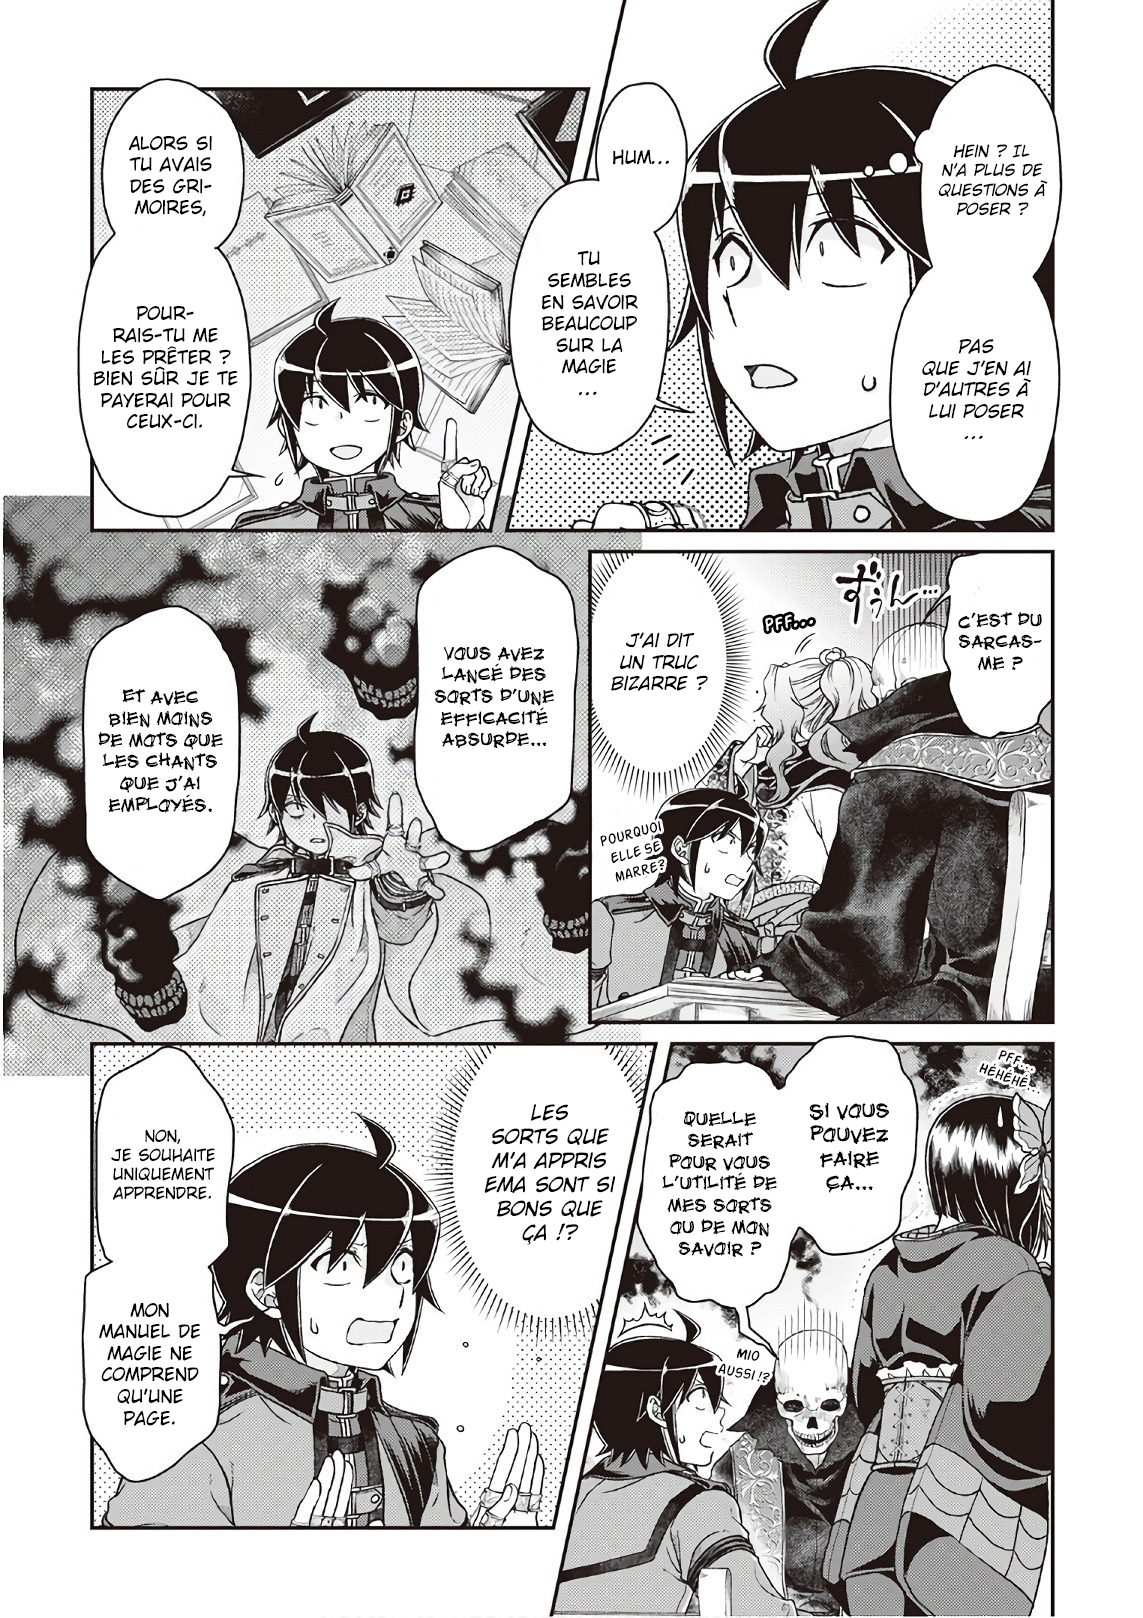 HEIN ? IL
N'A PLUS DE
QUESTIONS À
POSER ?
PAS
QUE J'EN AI
D'AUTRES À
LUI POSER
...
HUM...
TU
SEMBLES
EN SAVOIR
BEAUCOUP
SUR LA
MAGIE
...
ALORS SI
TU AVAIS
DES GRI-
MOIRES,
POUR-
RAIS-TU ME
LES PRÊTER ?
BIEN SÛR JE TE
PAYERAI POUR
CEUX-CI.
C'EST DU
SARCAS-
ME ?
ずぅん…
PFF...
J'AI DIT
UN TRUC
BIZARRE ?
POURQUOI
ELLE SE
MARRE?
VOUS AVEZ
LANCÉ DES
SORTS D'UNE
EFFICACITÉ
ABSURDE...
ET AVEC
BIEN MOINS
DE MOTS QUE
LES CHANTS
QUE J'AI
EMPLOYÉS.
PFF...
HÉHÉHÉ...
SI VOUS
POUVEZ
FAIRE
ÇA...
QUELLE
SERAIT
POUR VOUS
L'UTILITÉ DE
MES SORTS
OU DE MON
SAVOIR ?
MIO
AUSSI !?
LES
SORTS QUE
M'A APPRIS
EMA SONT SI
BONS QUE
ÇA !?
NON,
JE SOUHAITE
UNIQUEMENT
APPRENDRE.
MON
MANUEL DE
MAGIE NE
COMPREND
QU'UNE
PAGE.